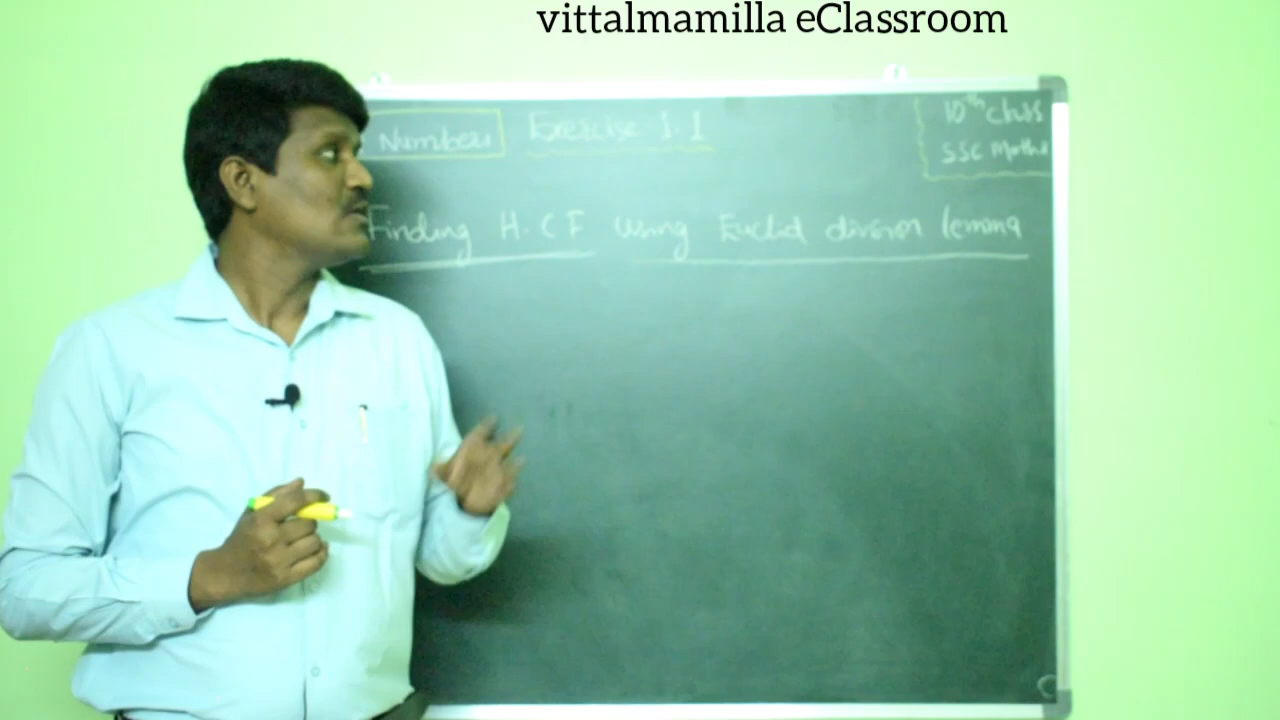 vittalmamilla eClassroom
Numbers Exercise 1.1
10th class
SSC Maths
Finding H.C.F using Euclid division lemma